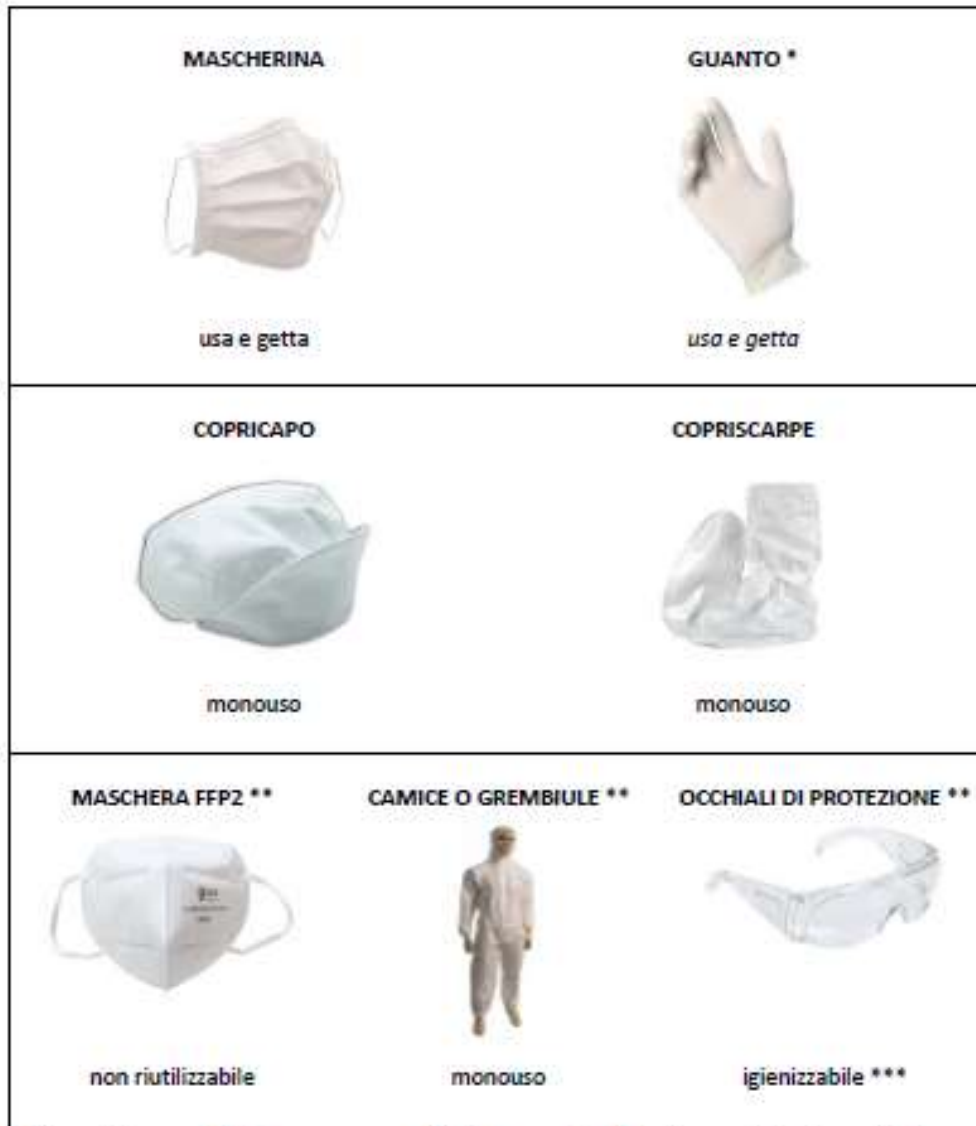 MASCHERINA
GUANTO *
usa e getta
usa e getta
COPRICAPO
COPRISCARPE
monouso
monouso
MASCHERA FFP2 **
CAMICE O GREMBIULE **
OCCHIALI DI PROTEZIONE **
non riutilizzabile
monouso
igienizzabile ***